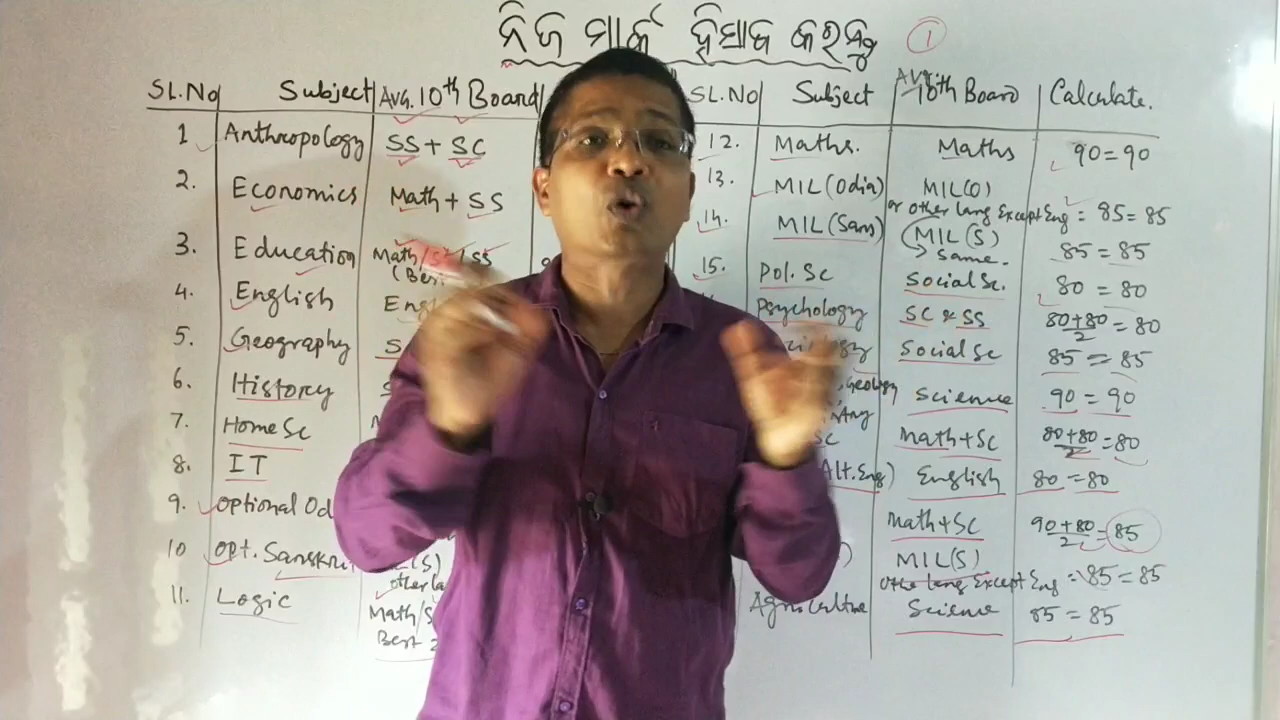 ନିଜ ମାର୍କ ହିସାବ କରନ୍ତୁ 1
SL.No Subject AVG. 10th Board
1 Anthropology SS + SC
2. Economics Math + SS
3. Education Math/SC/SS
4. English
5. Geography
6. History
7. Home Sc
8. IT
9. Optional
10 Opt. Sanskrit
11. Logic Math/S
Best 2
SL.NO Subject AVG 10th Board Calculate.
12. Maths. Maths 90=90
13. MIL(Odia) MIL(O)
or other lang Except Eng = 85=85
14. MIL(Sans) (MIL(S)
→ Same. 85=85
15. Pol. Sc Social Sc. 80 = 80
Psychology SC & SS 80+80/2 = 80
Social Sc 85 = 85
Geology Science 90 = 90
Math+Sc 80+80/2 = 80
Alt. Eng) English 80 = 80
Math+Sc 90+80/2 = 85
MIL(S)
other lang Except Eng = 85=85
Agriculture Science 85 = 85